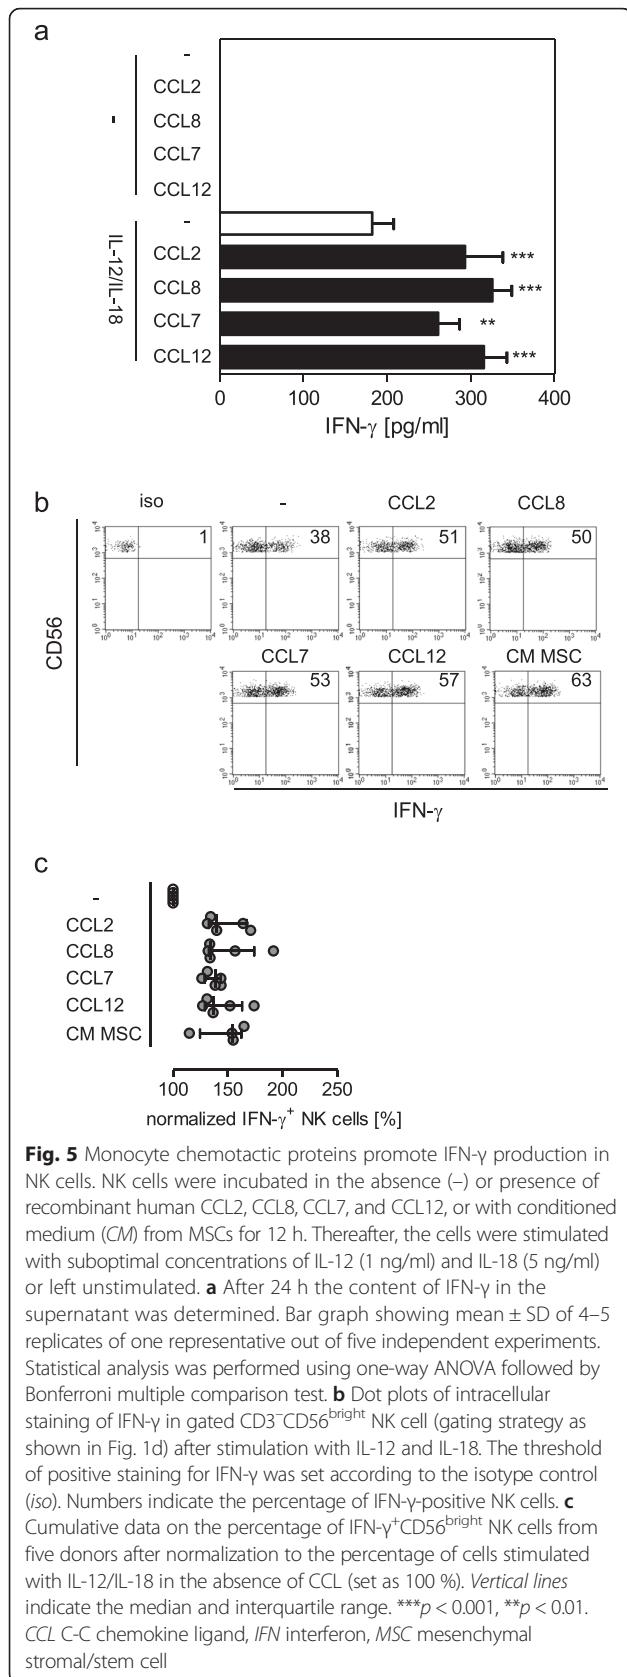 a
-
CCL2
CCL8
CCL7
CCL12
-
IL-12/IL-18
-
CCL2
***
CCL8
***
CCL7
**
CCL12
***
0 100 200 300 400
IFN-γ [pg/ml]
b
iso - CCL2 CCL8
1 38 51 50
CCL7 CCL12 CM MSC
53 57 63
10⁰ 10¹ 10² 10³ 10⁴
CD56
IFN-γ
c
-
CCL2
CCL8
CCL7
CCL12
CM MSC
100 150 200 250
normalized IFN-γ⁺ NK cells [%]
Fig. 5 Monocyte chemotactic proteins promote IFN-γ production in
NK cells. NK cells were incubated in the absence (–) or presence of
recombinant human CCL2, CCL8, CCL7, and CCL12, or with conditioned
medium (CM) from MSCs for 12 h. Thereafter, the cells were stimulated
with suboptimal concentrations of IL-12 (1 ng/ml) and IL-18 (5 ng/ml)
or left unstimulated. a After 24 h the content of IFN-γ in the
supernatant was determined. Bar graph showing mean ± SD of 4–5
replicates of one representative out of five independent experiments.
Statistical analysis was performed using one-way ANOVA followed by
Bonferroni multiple comparison test. b Dot plots of intracellular
staining of IFN-γ in gated CD3⁻CD56ᵇʳⁱᵍʰᵗ NK cell (gating strategy as
shown in Fig. 1d) after stimulation with IL-12 and IL-18. The threshold
of positive staining for IFN-γ was set according to the isotype control
(iso). Numbers indicate the percentage of IFN-γ-positive NK cells. c
Cumulative data on the percentage of IFN-γ⁺CD56ᵇʳⁱᵍʰᵗ NK cells from
five donors after normalization to the percentage of cells stimulated
with IL-12/IL-18 in the absence of CCL (set as 100 %). Vertical lines
indicate the median and interquartile range. ***p < 0.001, **p < 0.01.
CCL C-C chemokine ligand, IFN interferon, MSC mesenchymal
stromal/stem cell